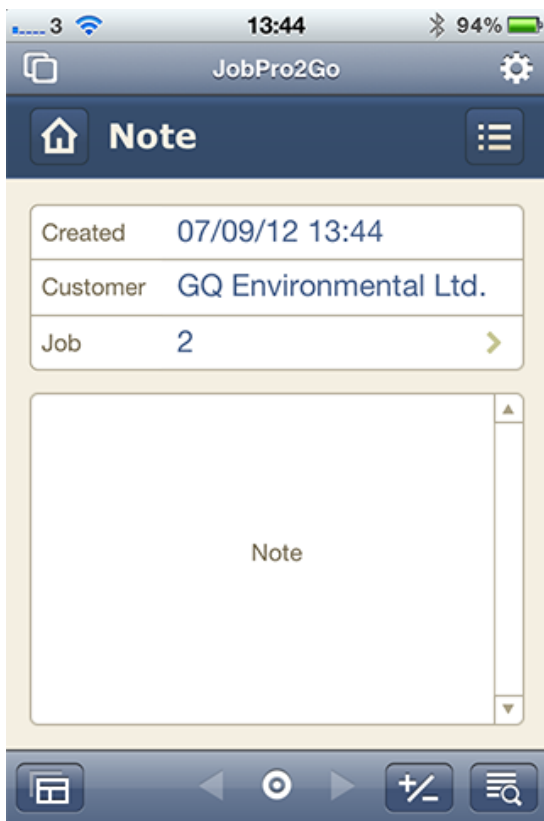 3 13:44 94%
JobPro2Go
Note
Created 07/09/12 13:44
Customer GQ Environmental Ltd.
Job 2
Note